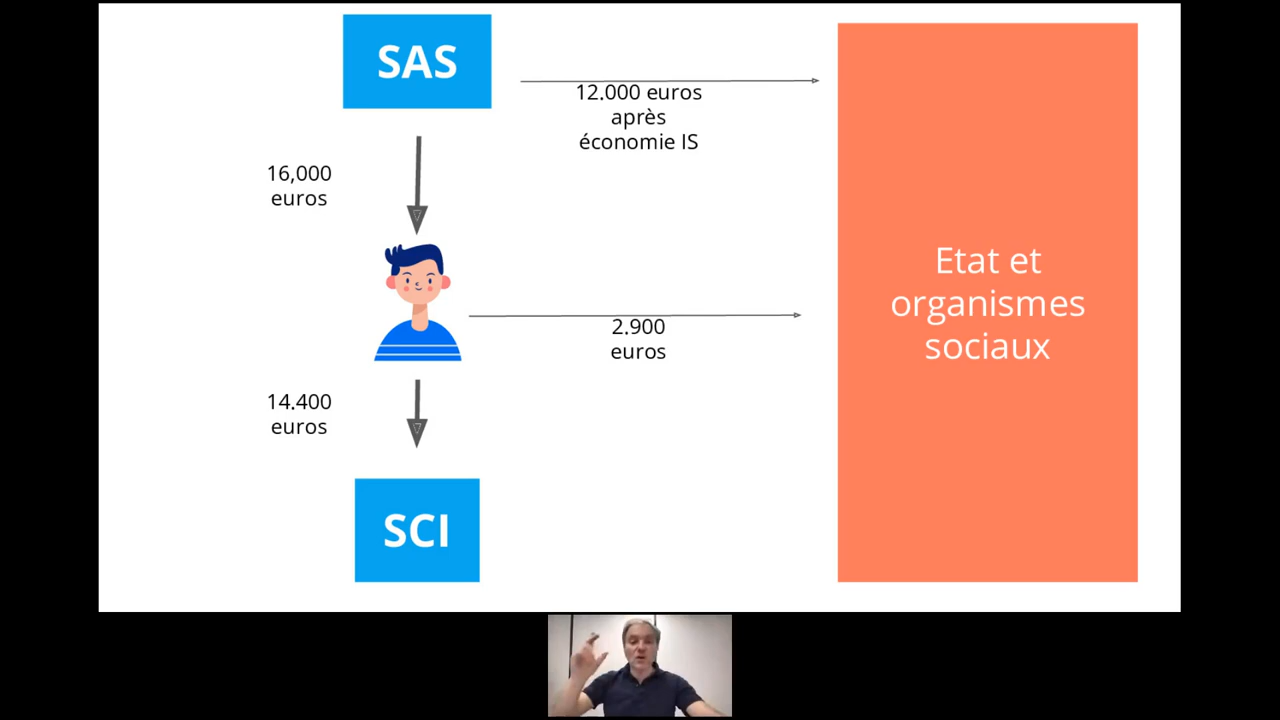 SAS
12.000 euros
après
économie IS
16,000
euros
Etat et
organismes
sociaux
2.900
euros
14.400
euros
SCI